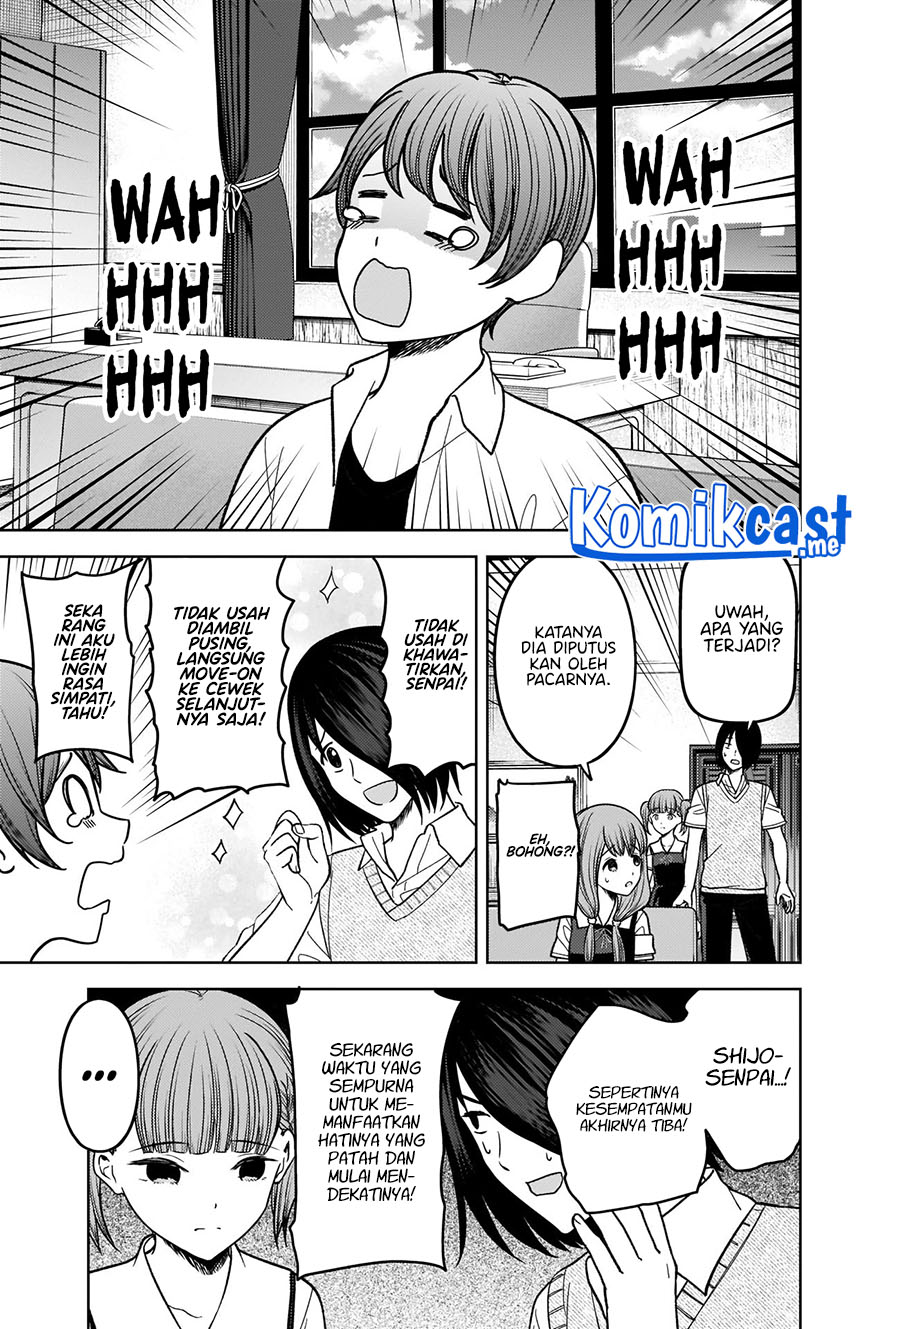 WAH
HHH
HHH
WAH
HHH
HHH
Komikcast
.me
UWAH,
APA YANG
TERJADI?
KATANYA
DIA DIPUTUS
KAN OLEH
PACARNYA.
EH,
BOHONG?!
TIDAK
USAH DI
KHAWA-
TIRKAN,
SENPAI!
TIDAK USAH
DIAMBIL
PUSING,
LANGSUNG
MOVE-ON
KE CEWEK
SELANJUT-
NYA SAJA!
SEKA
RANG
INI AKU
LEBIH
INGIN
RASA
SIMPATI,
TAHU!
SHIJO-
SENPAI...!
SEPERTINYA
KESEMPATANMU
AKHIRNYA TIBA!
SEKARANG
WAKTU YANG
SEMPURNA
UNTUK ME-
MANFAATKAN
HATINYA YANG
PATAH DAN
MULAI MEN-
DEKATINYA!
...